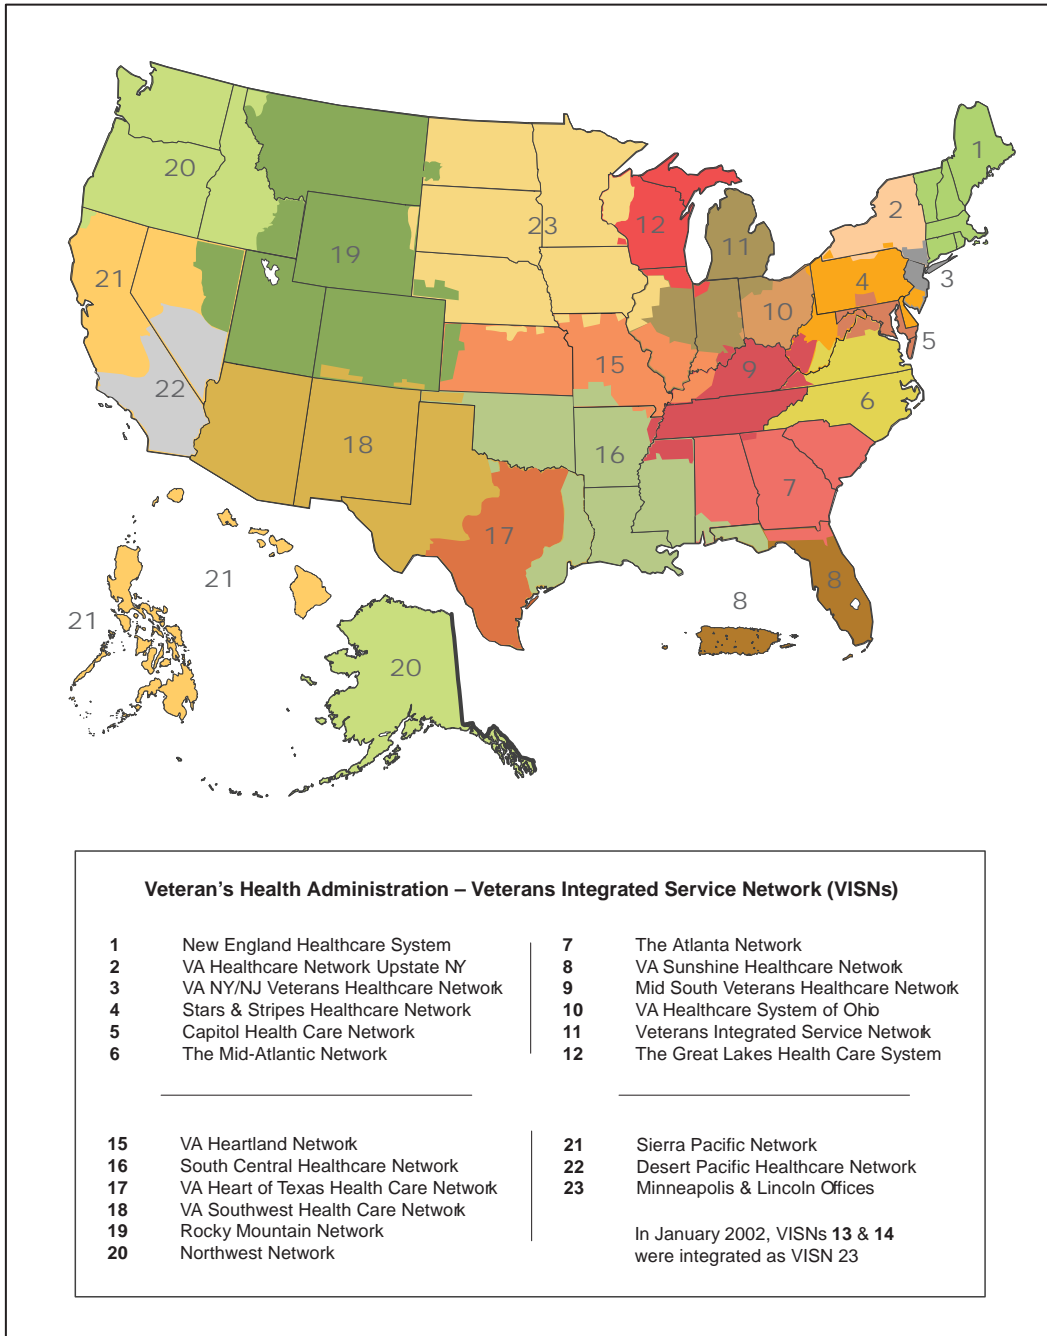 1
20
2
23
12
11
19
21
4
3
10
5
15
9
22
6
18
16
7
17
21
8
8
21
20
Veteran's Health Administration – Veterans Integrated Service Network (VISNs)
1 New England Healthcare System
2 VA Healthcare Network Upstate NY
3 VA NY/NJ Veterans Healthcare Network
4 Stars & Stripes Healthcare Network
5 Capitol Health Care Network
6 The Mid-Atlantic Network
7 The Atlanta Network
8 VA Sunshine Healthcare Network
9 Mid South Veterans Healthcare Network
10 VA Healthcare System of Ohio
11 Veterans Integrated Service Network
12 The Great Lakes Health Care System
15 VA Heartland Network
16 South Central Healthcare Network
17 VA Heart of Texas Health Care Network
18 VA Southwest Health Care Network
19 Rocky Mountain Network
20 Northwest Network
21 Sierra Pacific Network
22 Desert Pacific Healthcare Network
23 Minneapolis & Lincoln Offices
In January 2002, VISNs 13 & 14
were integrated as VISN 23